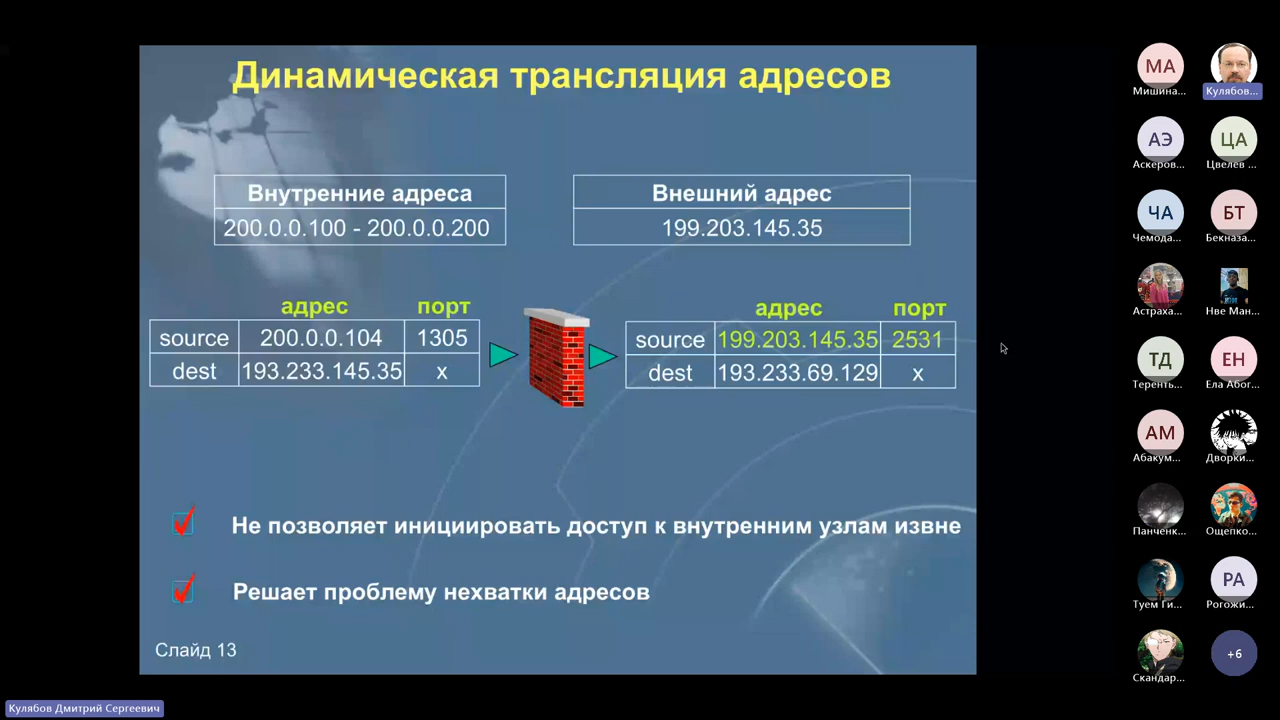 Динамическая трансляция адресов
Внутренние адреса
200.0.0.100 - 200.0.0.200
Внешний адрес
199.203.145.35
адрес порт
source 200.0.0.104 1305
dest 193.233.145.35 x
адрес порт
source 199.203.145.35 2531
dest 193.233.69.129 x
Не позволяет инициировать доступ к внутренним узлам извне
Решает проблему нехватки адресов
Слайд 13
МА
Мишина...
Кулябов...
АЭ
Аскеров...
ЦА
Цвелев ...
ЧА
Чемода...
БТ
Бекназа...
Астраха...
Нве Ман...
ТД
Теренть...
ЕН
Ела Абог...
АМ
Абакум...
Дворки...
Панченк...
Ощепко...
Туем Ги...
РА
Рогожи...
Скандар...
+6
Кулябов Дмитрий Сергеевич